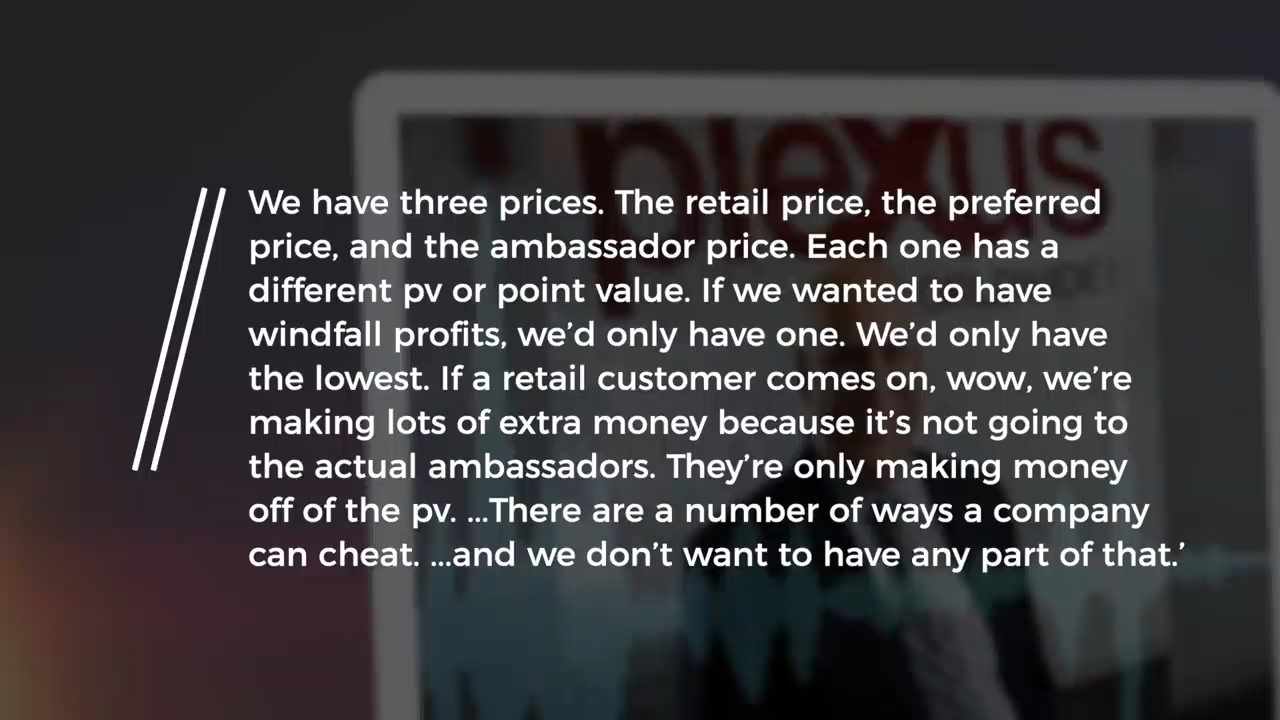 plexus
We have three prices. The retail price, the preferred
price, and the ambassador price. Each one has a
different pv or point value. If we wanted to have
windfall profits, we’d only have one. We’d only have
the lowest. If a retail customer comes on, wow, we’re
making lots of extra money because it’s not going to
the actual ambassadors. They’re only making money
off of the pv. ...There are a number of ways a company
can cheat. ...and we don’t want to have any part of that.’